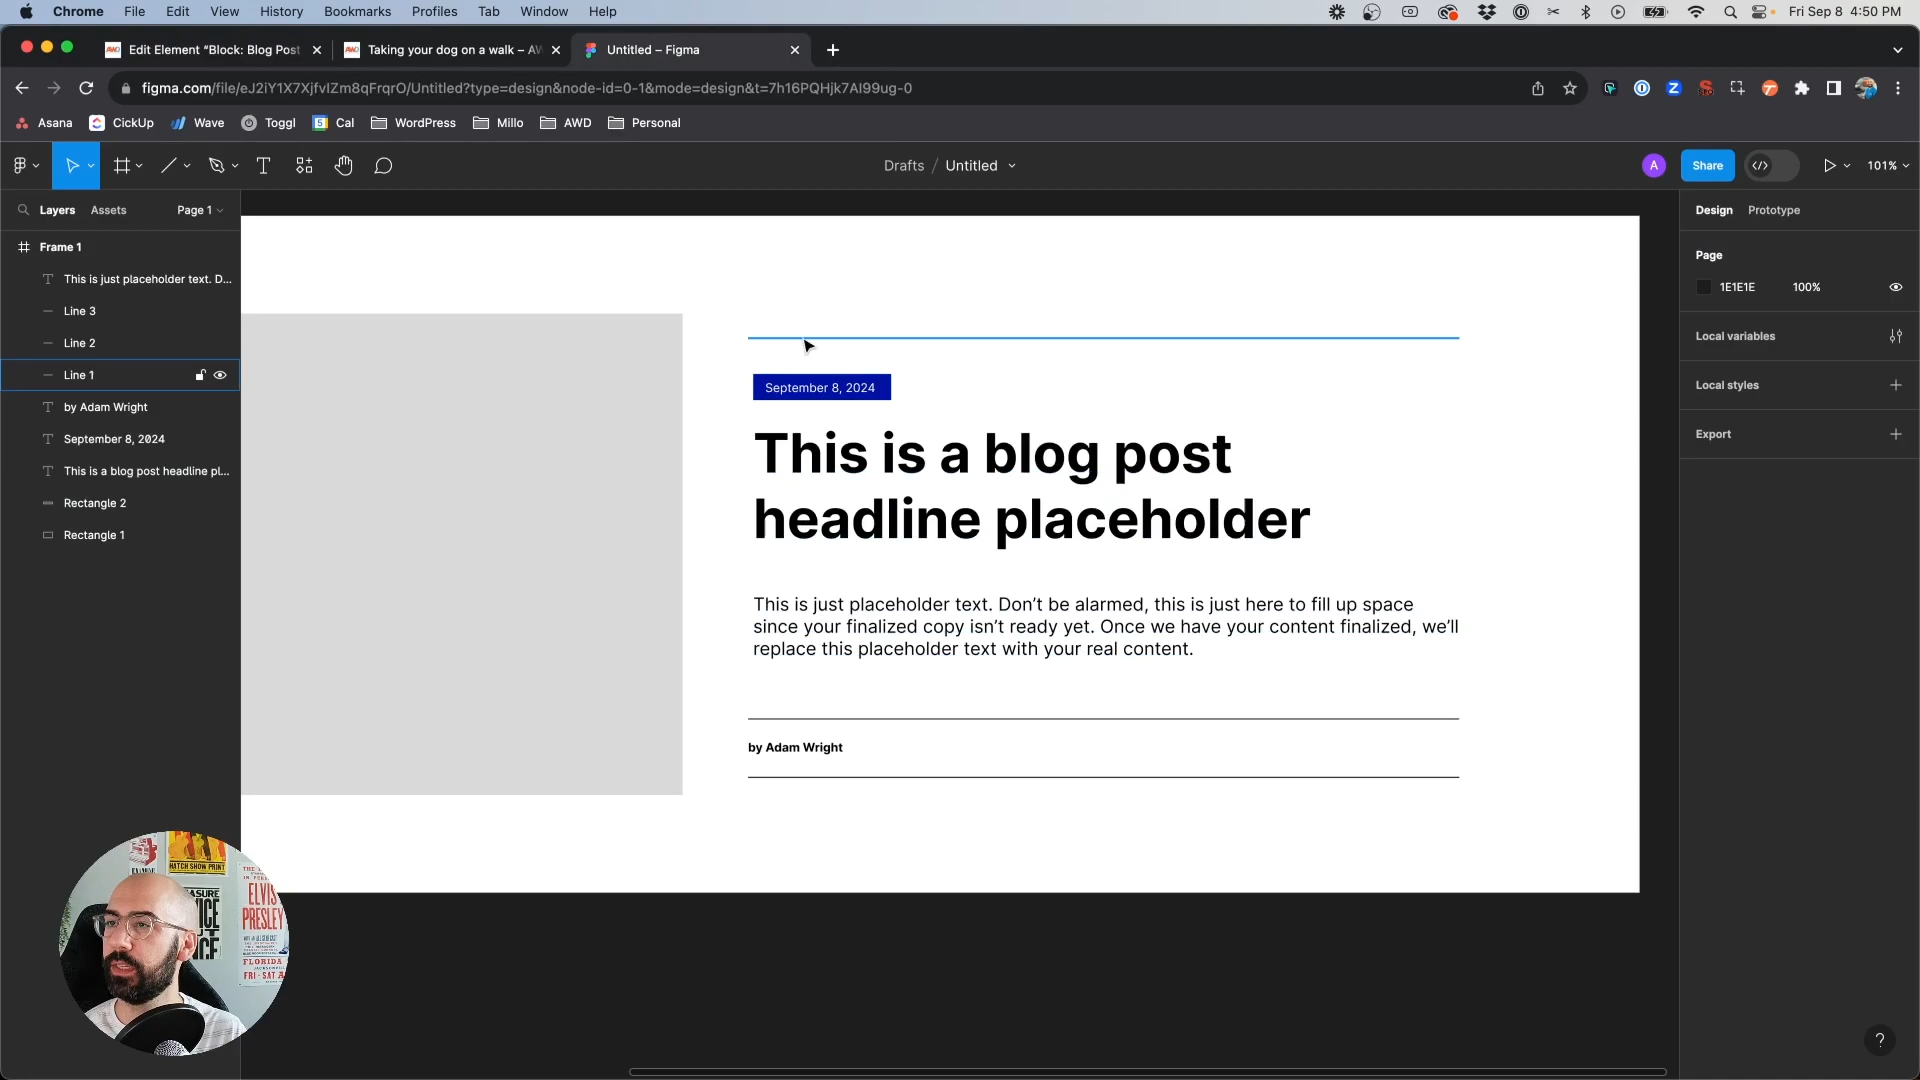 Chrome File Edit View History Bookmarks Profiles Tab Window Help Fri Sep 8 4:50 PM
Edit Element “Block: Blog Post Taking your dog on a walk – AW Untitled – Figma
figma.com/file/eJ2iY1X7XjfvIZm8qFrqrO/Untitled?type=design&node-id=0-1&mode=design&t=7h16PQHjk7AI99ug-0
Asana CickUp Wave Toggl 5 Cal WordPress Millo AWD Personal
Drafts / Untitled A Share 101%
Layers Assets Page 1 Design Prototype
Frame 1
This is just placeholder text. D...
Line 3
Line 2
Line 1
by Adam Wright
September 8, 2024
This is a blog post headline pl...
Rectangle 2
Rectangle 1
September 8, 2024
This is a blog post
headline placeholder
This is just placeholder text. Don’t be alarmed, this is just here to fill up space
since your finalized copy isn’t ready yet. Once we have your content finalized, we’ll
replace this placeholder text with your real content.
by Adam Wright
Page
1E1E1E 100%
Local variables
Local styles
Export
?
HATCH SHOW PRINT
ELVIS
PRESLEY
FLORIDA